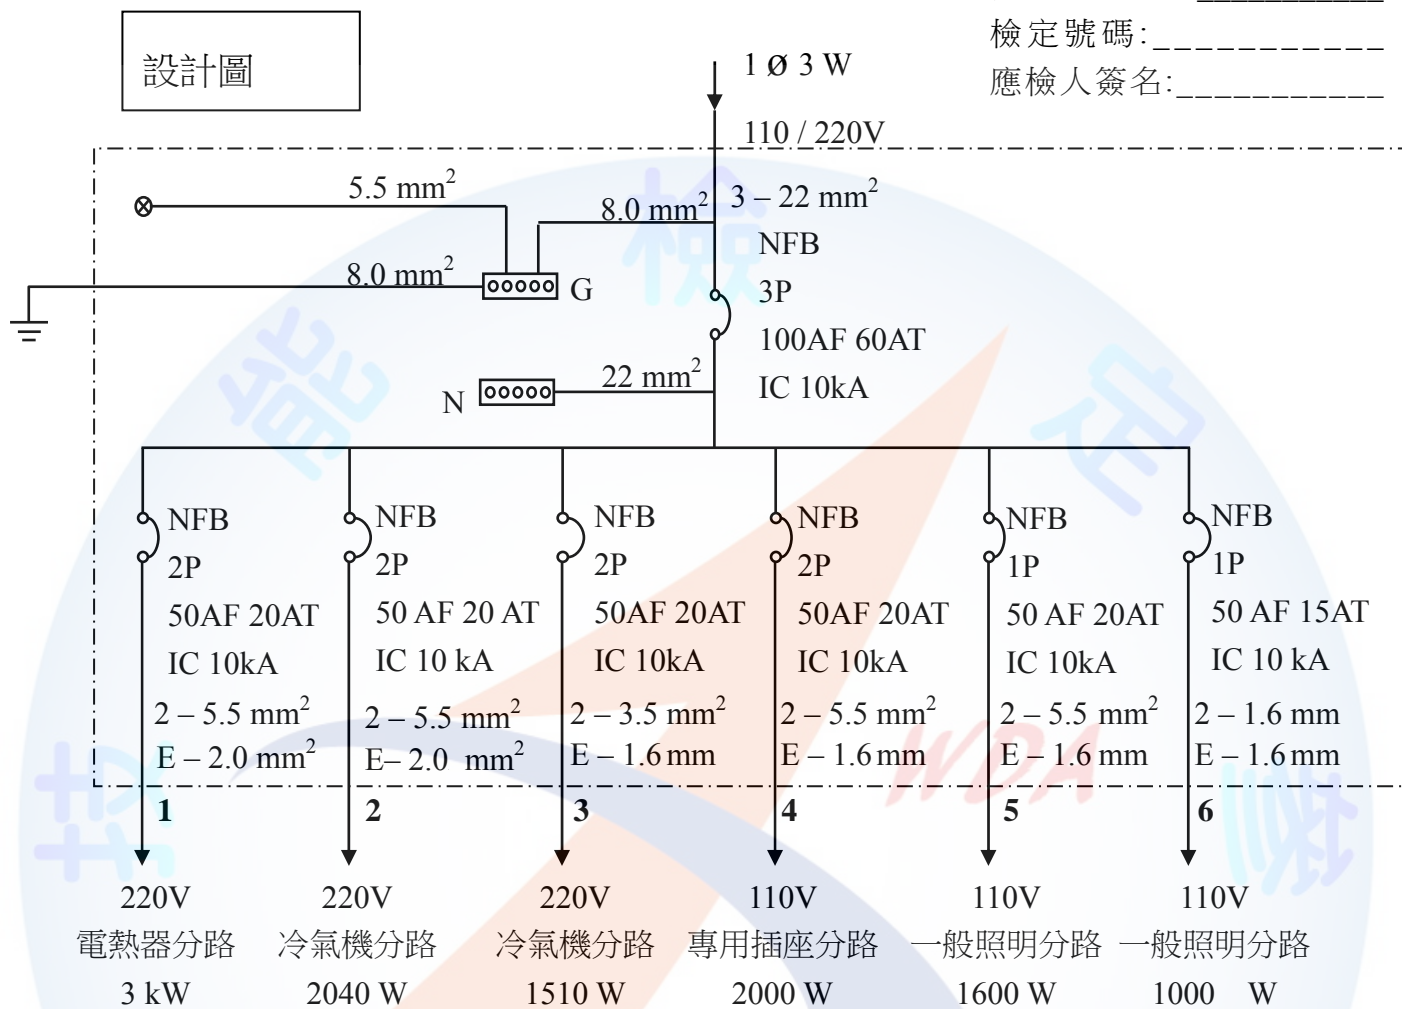 設計圖
檢定號碼:___________
應檢人簽名:___________
1 Ø 3 W
110 / 220V
5.5 mm²
8.0 mm²
3 – 22 mm²
NFB
3P
100AF 60AT
IC 10kA
8.0 mm²
G
N
22 mm²
NFB
2P
50AF 20AT
IC 10kA
2 – 5.5 mm²
E – 2.0 mm²
1
220V
電熱器分路
3 kW
NFB
2P
50 AF 20 AT
IC 10 kA
2 – 5.5 mm²
E– 2.0 mm²
2
220V
冷氣機分路
2040 W
NFB
2P
50AF 20AT
IC 10kA
2 – 3.5 mm²
E – 1.6 mm
3
220V
冷氣機分路
1510 W
NFB
2P
50AF 20AT
IC 10kA
2 – 5.5 mm²
E – 1.6 mm
4
110V
專用插座分路
2000 W
NFB
1P
50 AF 20AT
IC 10kA
2 – 5.5 mm²
E – 1.6 mm
5
110V
一般照明分路
1600 W
NFB
1P
50 AF 15AT
IC 10 kA
2 – 1.6 mm
E – 1.6 mm
6
110V
一般照明分路
1000 W
技能檢定
WDA